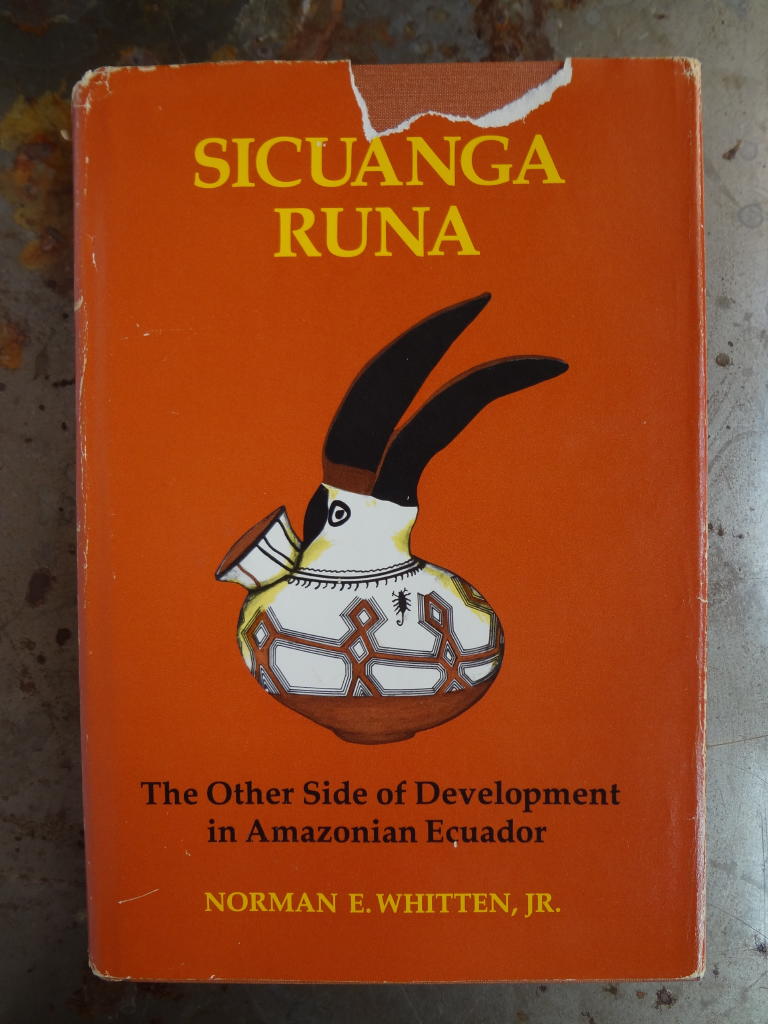 SICUANGA
RUNA
The Other Side of Development
in Amazonian Ecuador
NORMAN E. WHITTEN, JR.